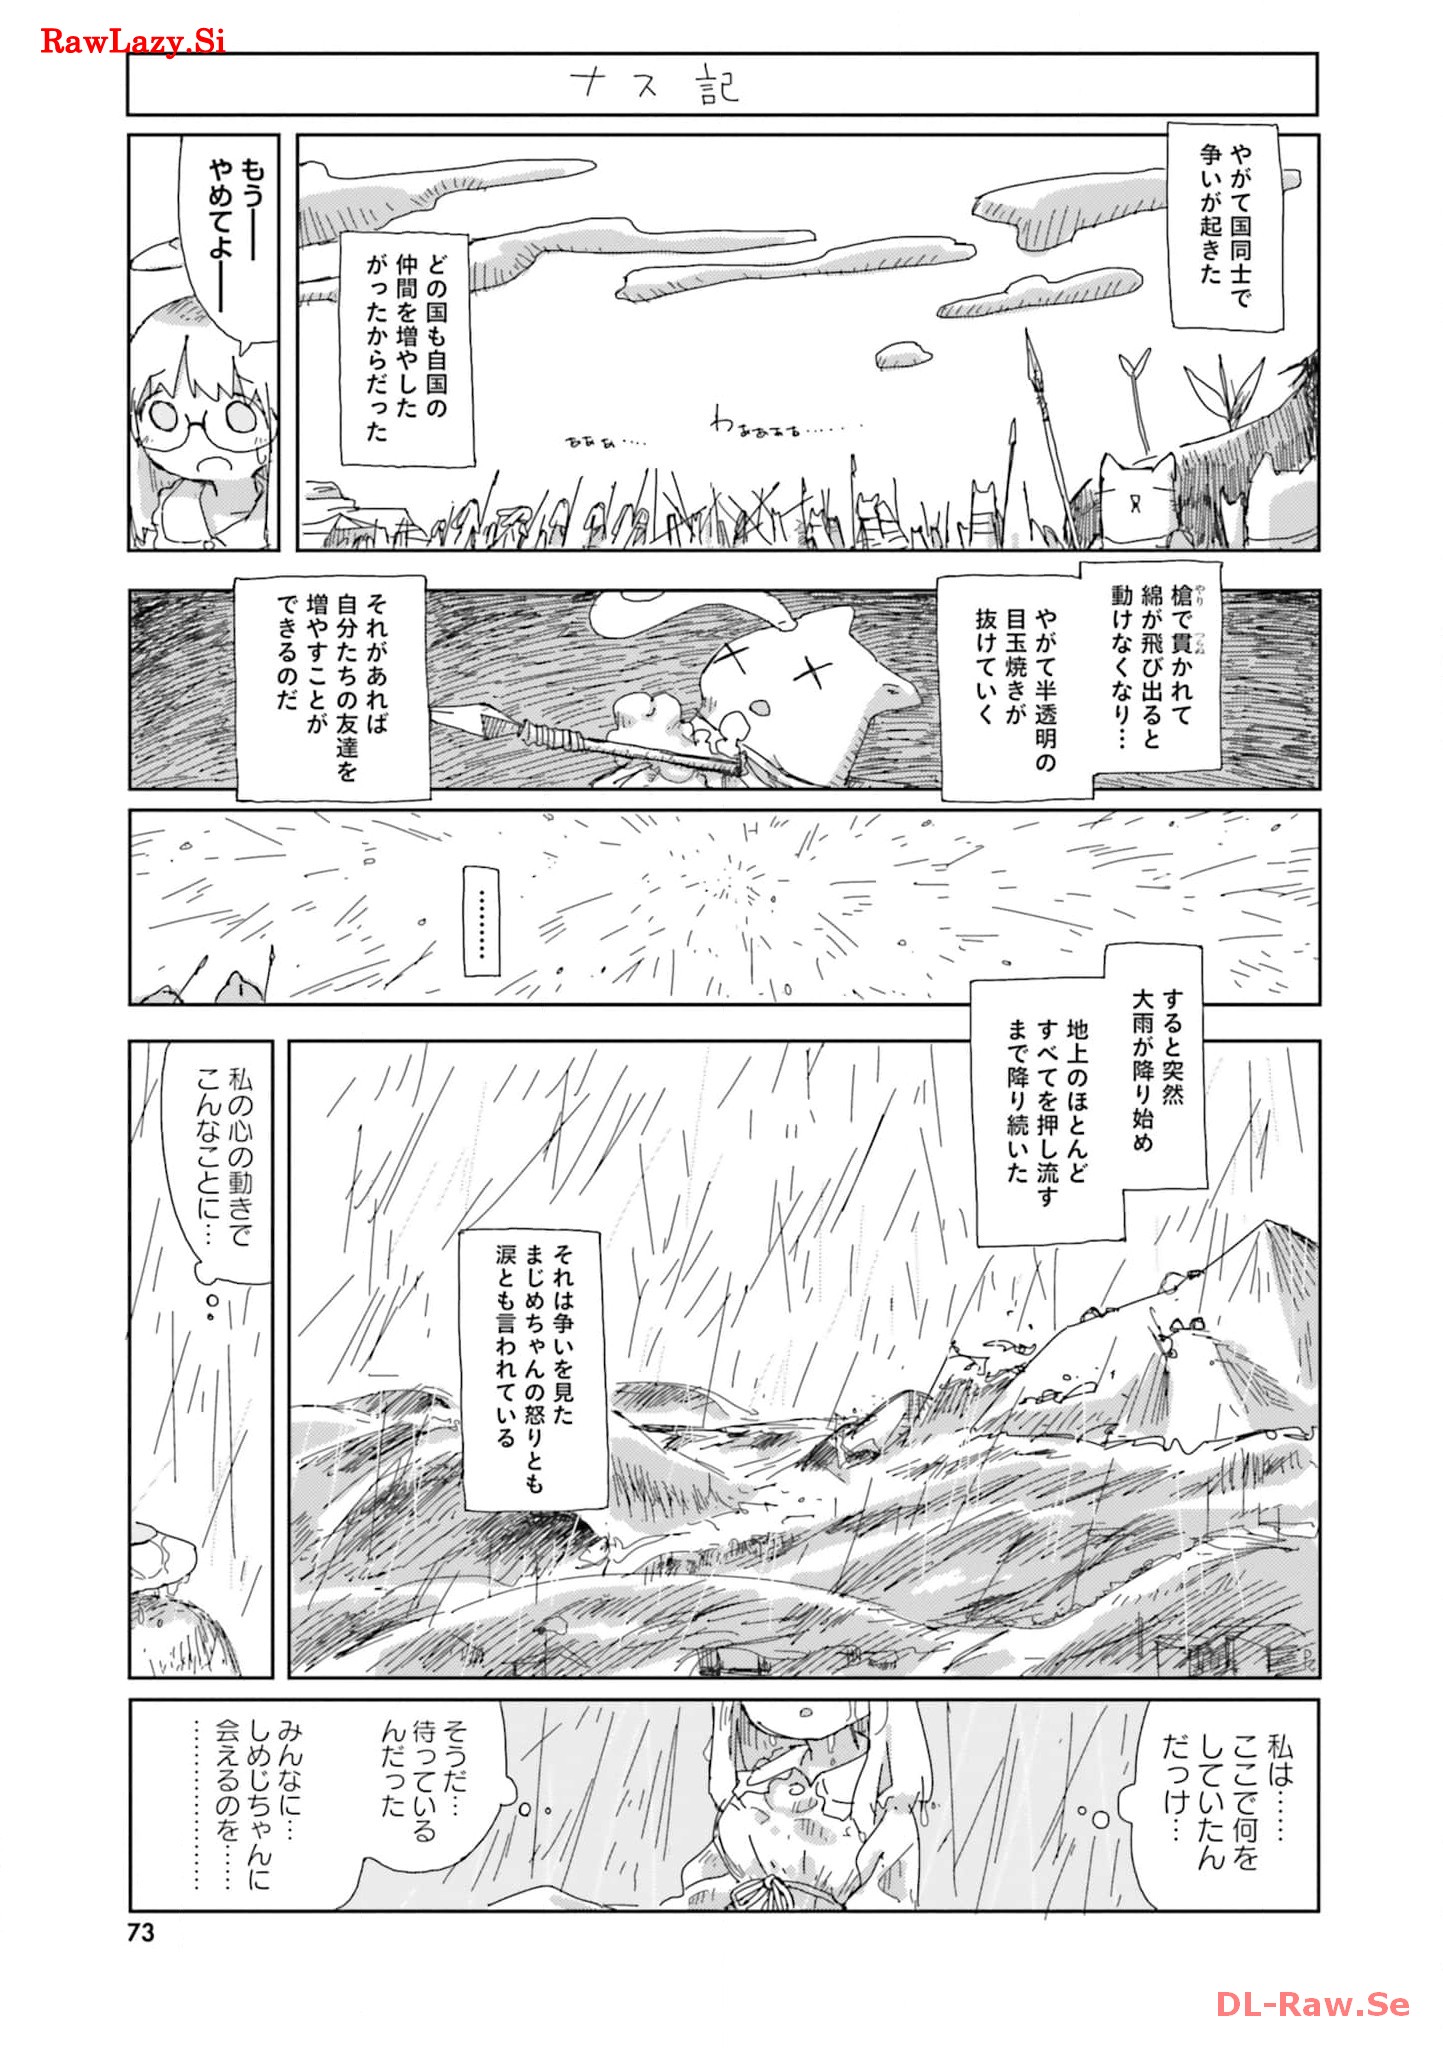 RawLazy.Si
ナス記
やがて国同士で
争いが起きた
わぁぁぁぁ……
ぁぁぁぁ….
どの国も自国の
仲間を増やした
がったからだった
もう――
やめてよ――
槍で貫かれて
やり
つらぬ
綿が飛び出ると
動けなくなり…
やがて半透明の
目玉焼きが
抜けていく
それがあれば
自分たちの友達を
増やすことが
できるのだ
………
すると突然
大雨が降り始め
地上のほとんど
すべてを押し流す
まで降り続いた
それは争いを見た
まじめちゃんの怒りとも
涙とも言われている
私の心の動きで
こんなことに…
私は……
ここで何を
していたん
だっけ…
そうだ…
待っている
んだった
みんなに…
しめじちゃんに
会えるのを……
………………
73
DL-Raw.Se